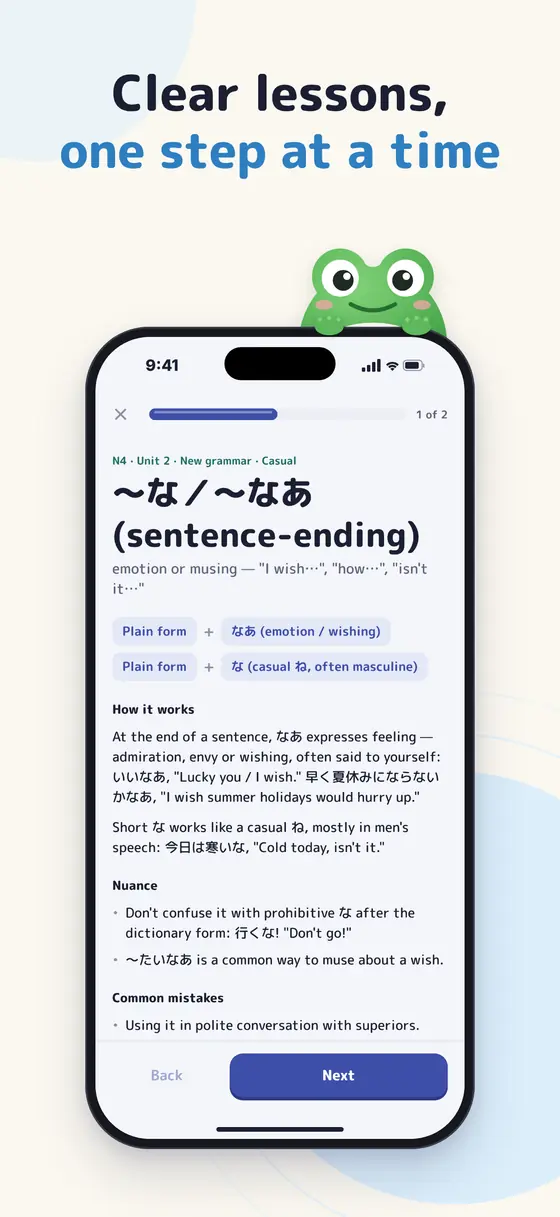 Clear lessons,
one step at a time
9:41
1 of 2
N4 · Unit 2 · New grammar · Casual
〜な／〜なあ
(sentence-ending)
emotion or musing — "I wish…", "how…", "isn't
it…"
Plain form + なあ (emotion / wishing)
Plain form + な (casual ね, often masculine)
How it works
At the end of a sentence, なあ expresses feeling —
admiration, envy or wishing, often said to yourself:
いいなあ, "Lucky you / I wish." 早く夏休みにならない
かなあ, "I wish summer holidays would hurry up."
Short な works like a casual ね, mostly in men's
speech: 今日は寒いな, "Cold today, isn't it."
Nuance
• Don't confuse it with prohibitive な after the
dictionary form: 行くな! "Don't go!"
• 〜たいなあ is a common way to muse about a wish.
Common mistakes
• Using it in polite conversation with superiors.
Back
Next